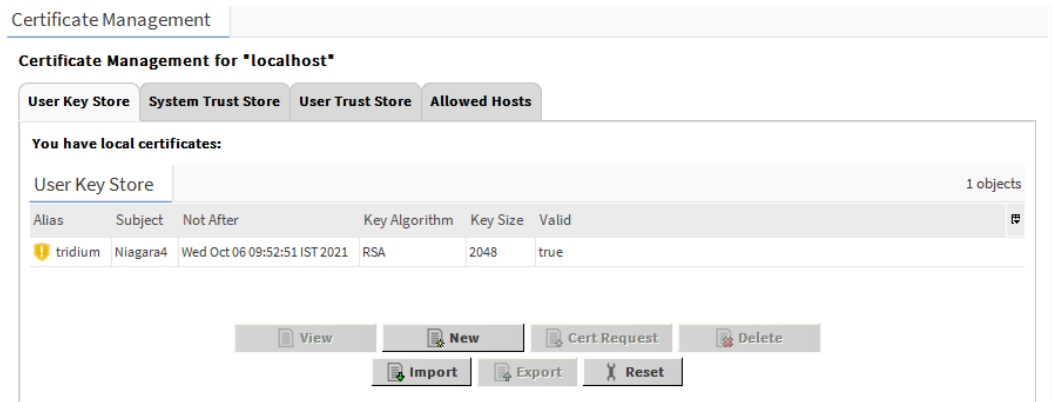 Certificate Management
Certificate Management for "localhost"
User Key Store System Trust Store User Trust Store Allowed Hosts
You have local certificates:
User Key Store 1 objects
Alias Subject Not After Key Algorithm Key Size Valid
tridium Niagara4 Wed Oct 06 09:52:51 IST 2021 RSA 2048 true
View New Cert Request Delete
Import Export Reset